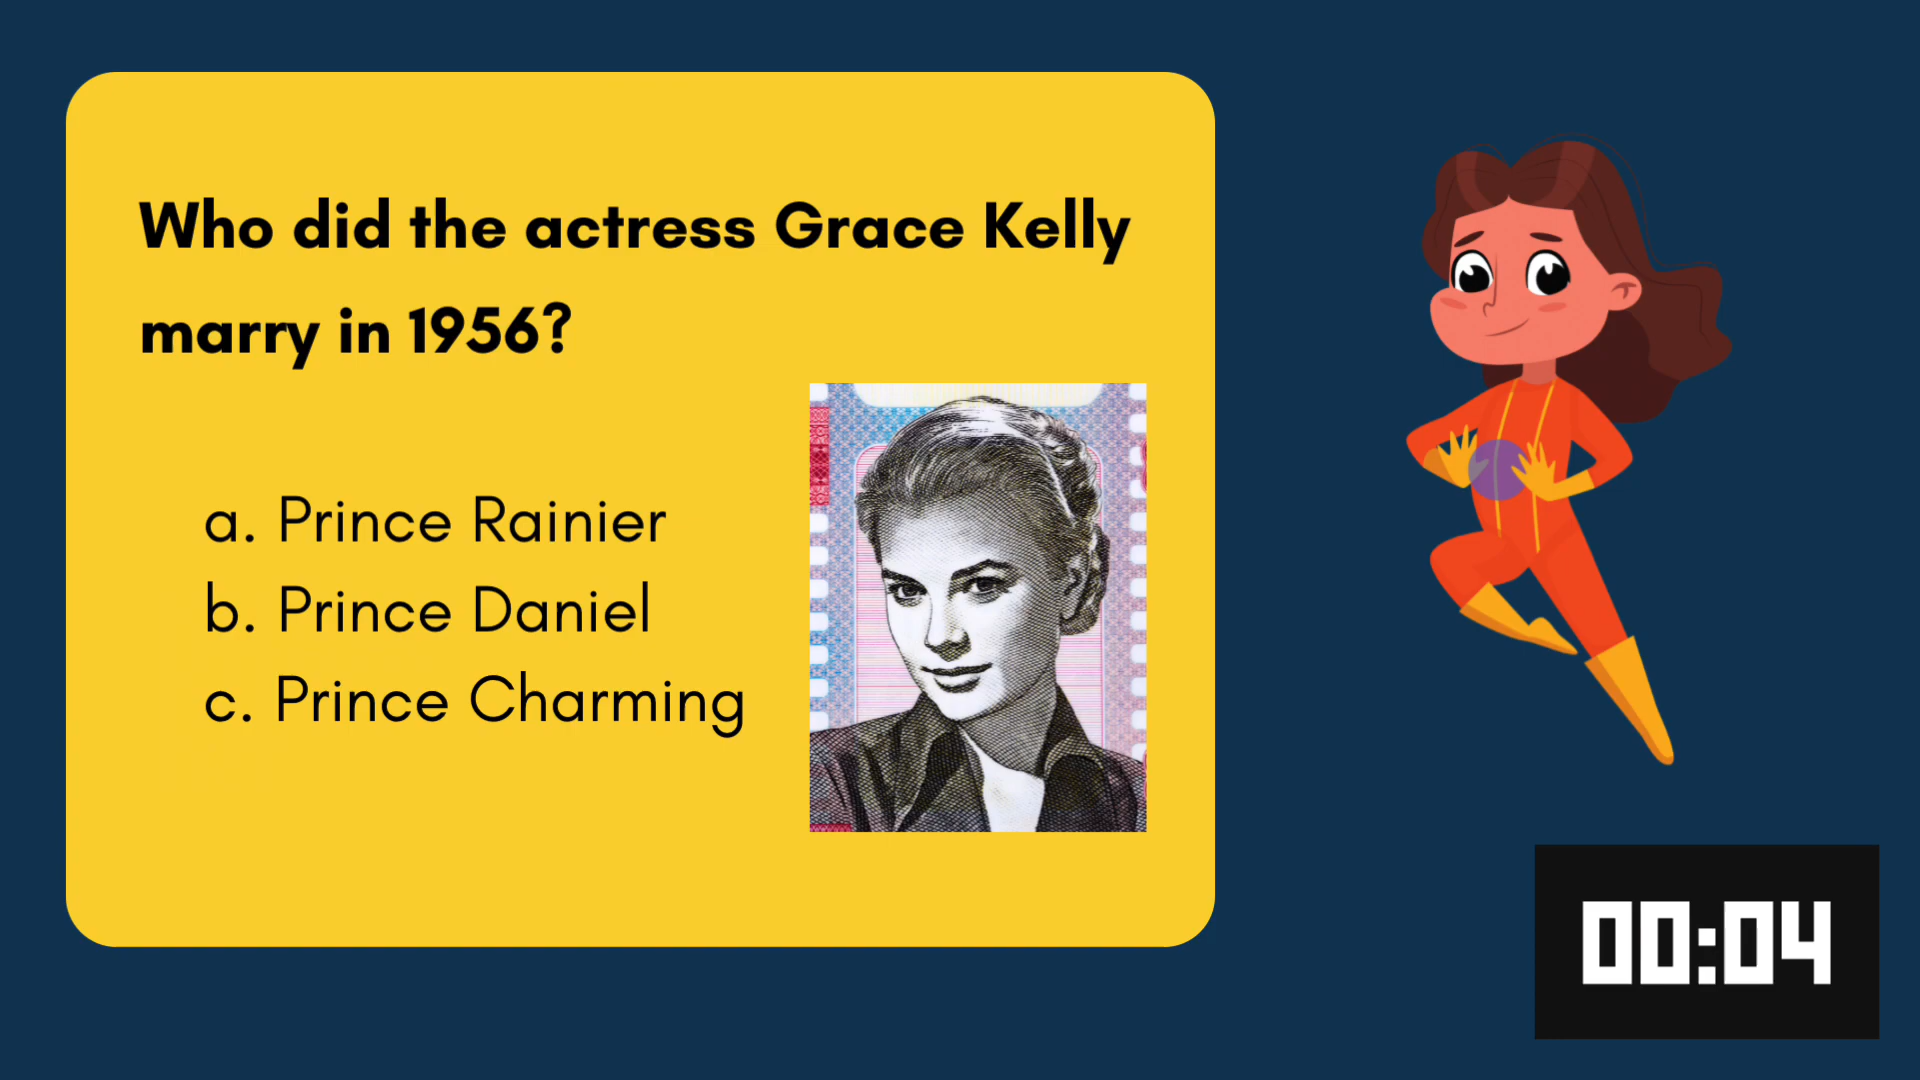 Who did the actress Grace Kelly
marry in 1956?
a. Prince Rainier
b. Prince Daniel
c. Prince Charming
00:04